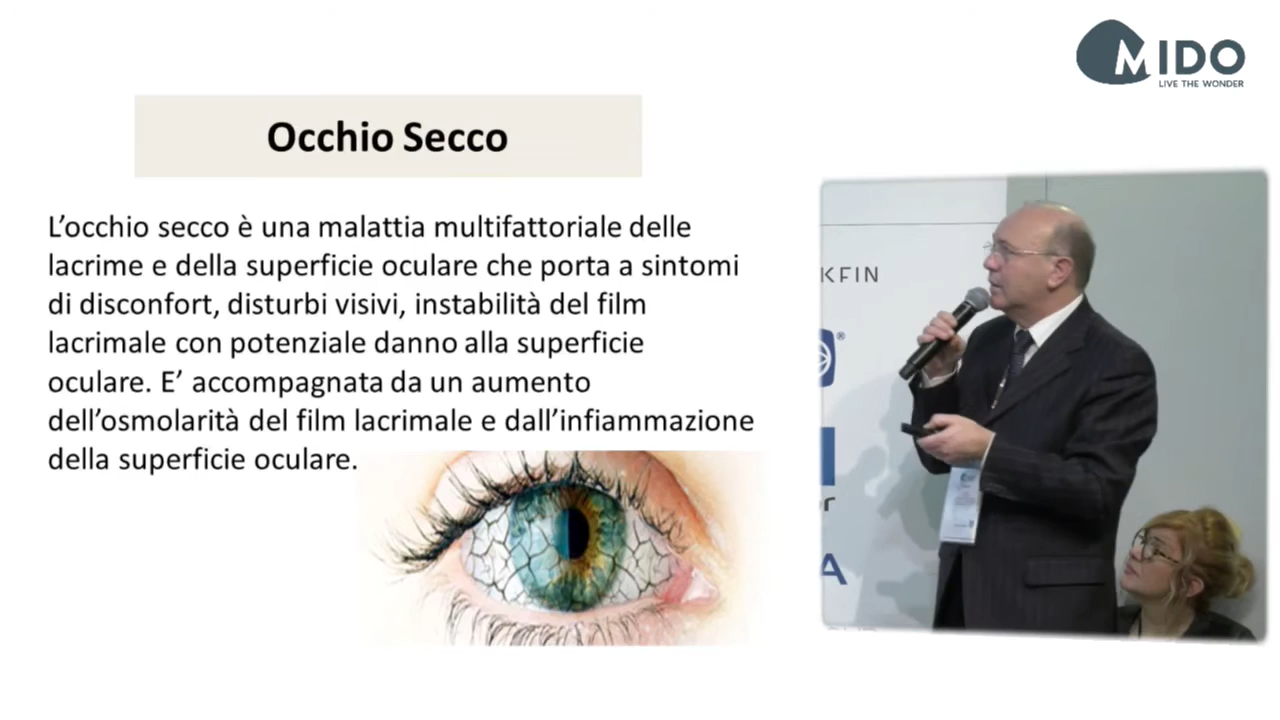 MIDO
LIVE THE WONDER
Occhio Secco
L’occhio secco è una malattia multifattoriale delle
lacrime e della superficie oculare che porta a sintomi
di disconfort, disturbi visivi, instabilità del film
lacrimale con potenziale danno alla superficie
oculare. E’ accompagnata da un aumento
dell’osmolarità del film lacrimale e dall’infiammazione
della superficie oculare.
KFIN
®
or
A